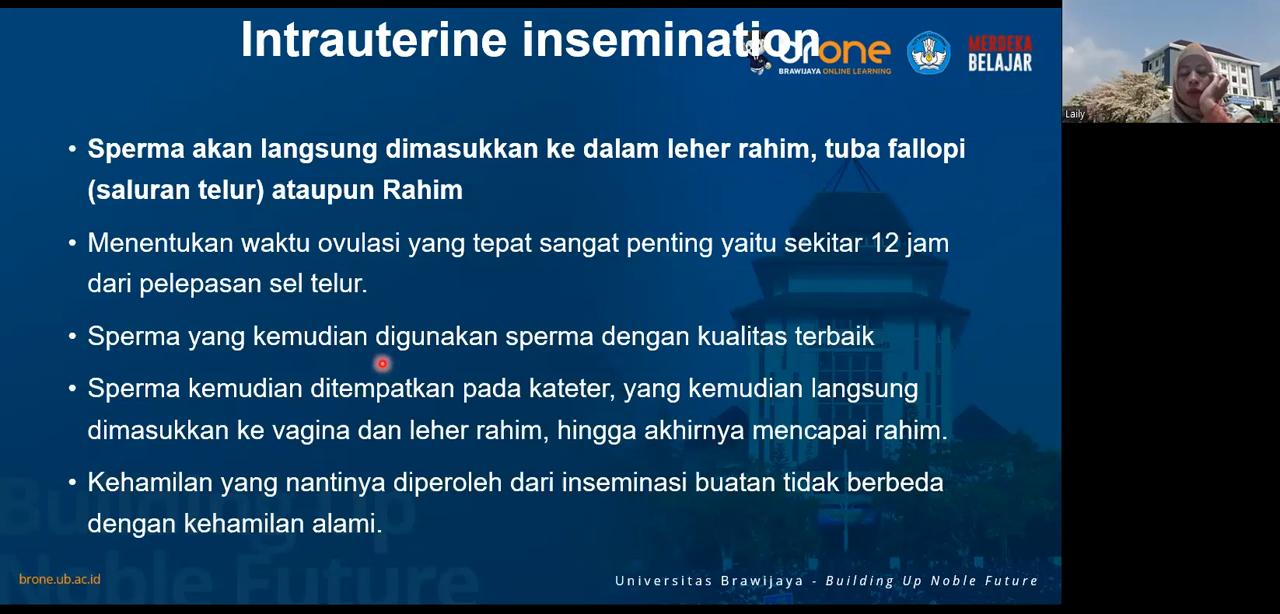 Intrauterine insemination
brone
BRAWIJAYA ONLINE LEARNING
MERDEKA
BELAJAR
Laily
• Sperma akan langsung dimasukkan ke dalam leher rahim, tuba fallopi
(saluran telur) ataupun Rahim
• Menentukan waktu ovulasi yang tepat sangat penting yaitu sekitar 12 jam
dari pelepasan sel telur.
• Sperma yang kemudian digunakan sperma dengan kualitas terbaik
• Sperma kemudian ditempatkan pada kateter, yang kemudian langsung
dimasukkan ke vagina dan leher rahim, hingga akhirnya mencapai rahim.
• Kehamilan yang nantinya diperoleh dari inseminasi buatan tidak berbeda
dengan kehamilan alami.
Building Up
Noble Future
brone.ub.ac.id
Universitas Brawijaya - Building Up Noble Future